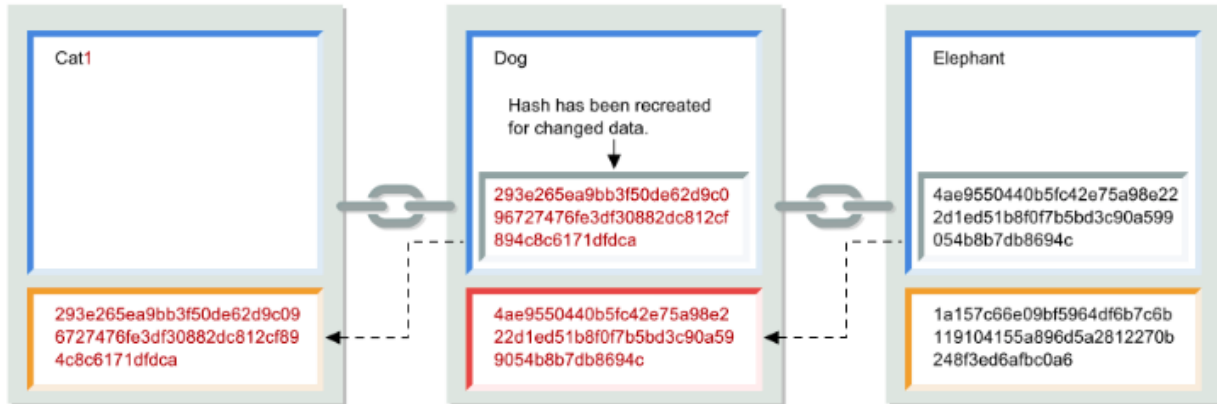 Cat1
293e265ea9bb3f50de62d9c09
6727476fe3df30882dc812cf89
4c8c6171dfdca
Dog
Hash has been recreated
for changed data.
293e265ea9bb3f50de62d9c0
96727476fe3df30882dc812cf
894c8c6171dfdca
4ae9550440b5fc42e75a98e2
22d1ed51b8f0f7b5bd3c90a59
9054b8b7db8694c
Elephant
4ae9550440b5fc42e75a98e22
2d1ed51b8f0f7b5bd3c90a599
054b8b7db8694c
1a157c66e09bf5964df6b7c6b
119104155a896d5a2812270b
248f3ed6afbc0a6